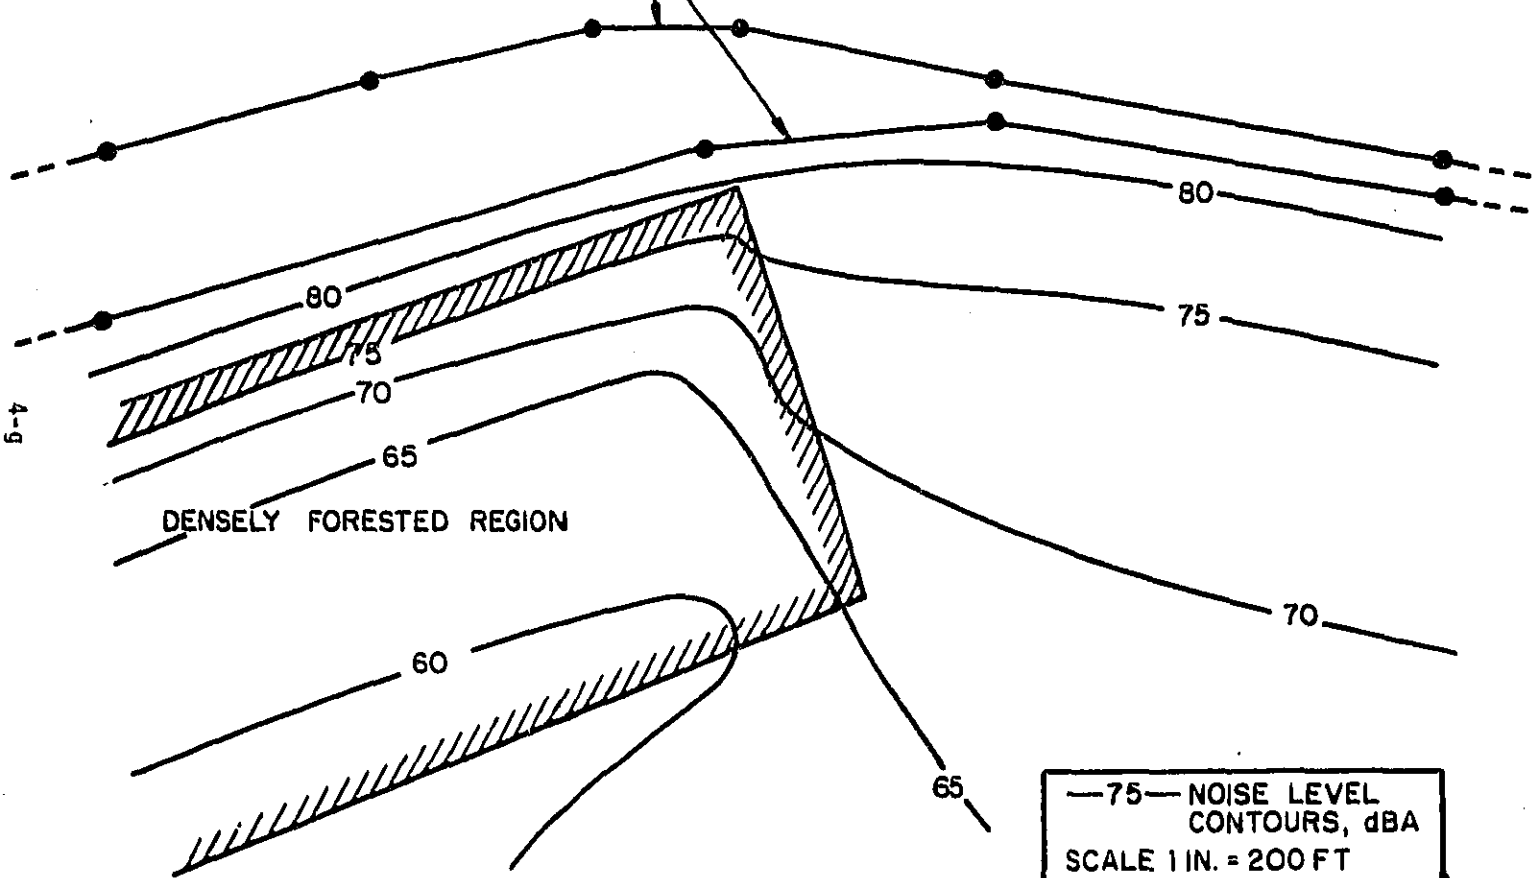 80
80
75
75
70
4-9
65
DENSELY FORESTED REGION
70
60
65
—75— NOISE LEVEL
CONTOURS, dBA
SCALE 1 IN. = 200 FT